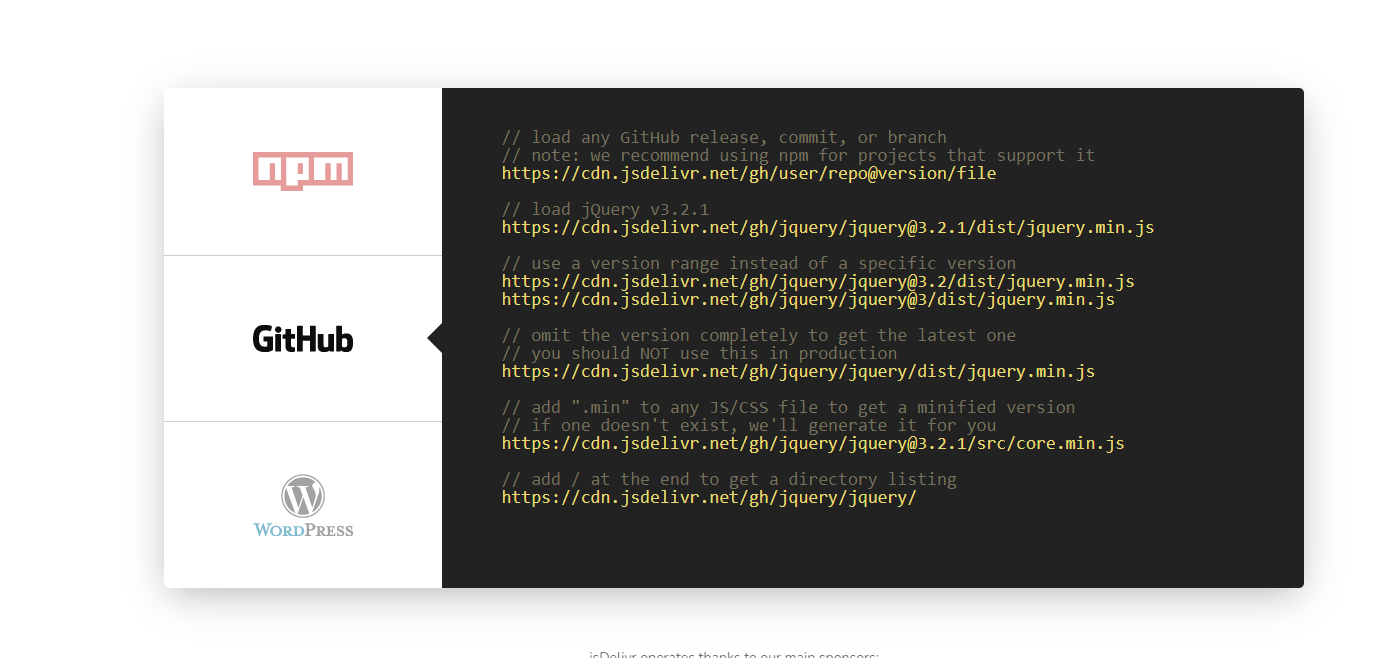 npm
GitHub
WORDPRESS
// load any GitHub release, commit, or branch
// note: we recommend using npm for projects that support it
https://cdn.jsdelivr.net/gh/user/repo@version/file
// load jQuery v3.2.1
https://cdn.jsdelivr.net/gh/jquery/jquery@3.2.1/dist/jquery.min.js
// use a version range instead of a specific version
https://cdn.jsdelivr.net/gh/jquery/jquery@3.2/dist/jquery.min.js
https://cdn.jsdelivr.net/gh/jquery/jquery@3/dist/jquery.min.js
// omit the version completely to get the latest one
// you should NOT use this in production
https://cdn.jsdelivr.net/gh/jquery/jquery/dist/jquery.min.js
// add ".min" to any JS/CSS file to get a minified version
// if one doesn't exist, we'll generate it for you
https://cdn.jsdelivr.net/gh/jquery/jquery@3.2.1/src/core.min.js
// add / at the end to get a directory listing
https://cdn.jsdelivr.net/gh/jquery/jquery/
jsDelivr operates thanks to our main sponsors: